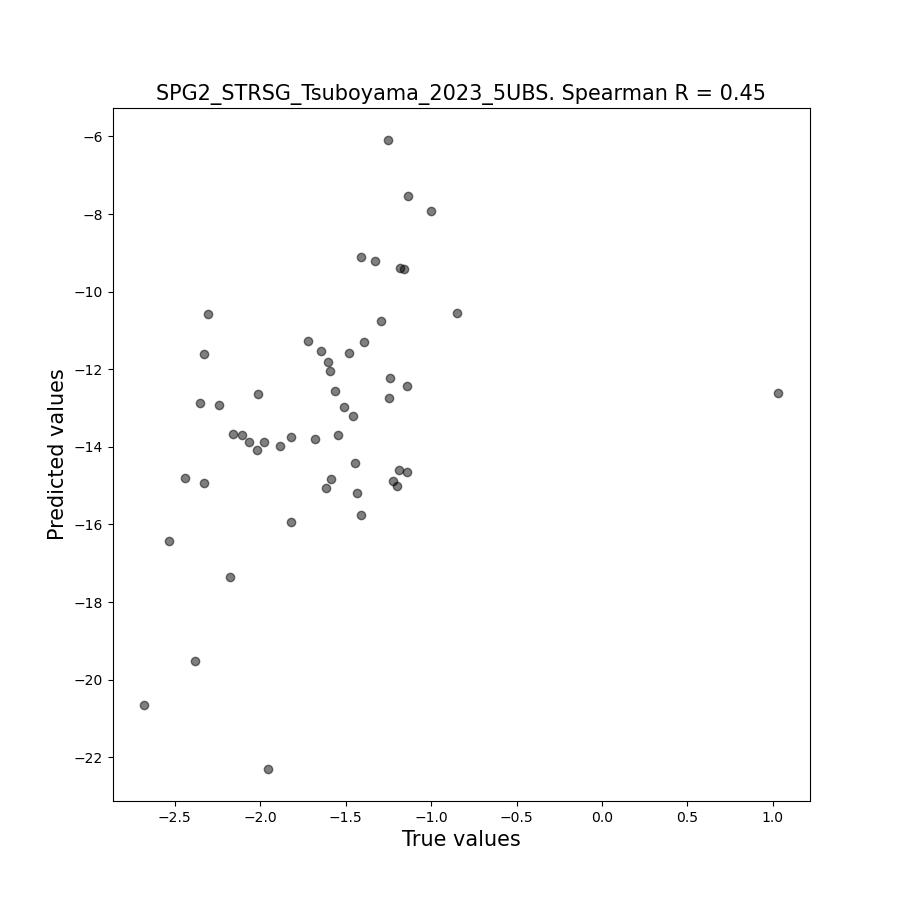 SPG2_STRSG_Tsuboyama_2023_5UBS. Spearman R = 0.45
Predicted values
−6
−8
−10
−12
−14
−16
−18
−20
−22
−2.5 −2.0 −1.5 −1.0 −0.5 0.0 0.5 1.0
True values